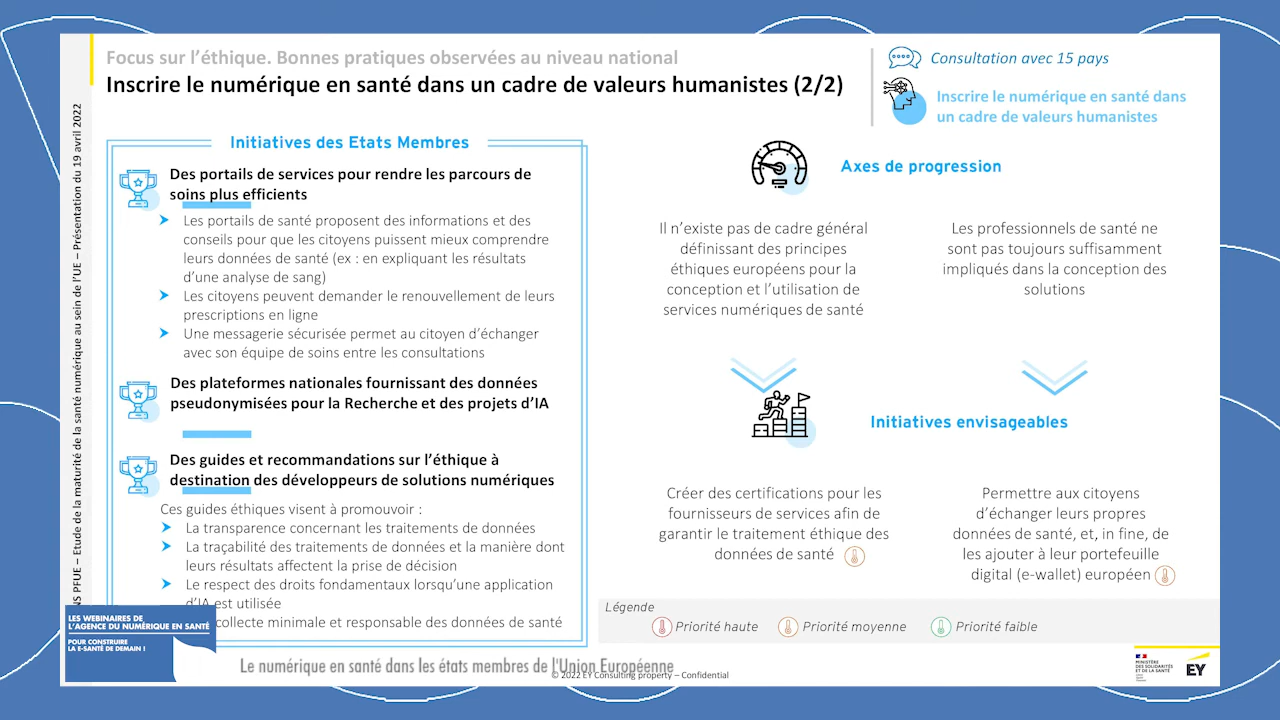 Focus sur l'éthique. Bonnes pratiques observées au niveau national
Inscrire le numérique en santé dans un cadre de valeurs humanistes (2/2)
Consultation avec 15 pays
Inscrire le numérique en santé dans
un cadre de valeurs humanistes
NS PFUE – Etude de la maturité de la santé numérique au sein de l'UE – Présentation du 19 avril 2022
Initiatives des Etats Membres
Des portails de services pour rendre les parcours de
soins plus efficients
Les portails de santé proposent des informations et des
conseils pour que les citoyens puissent mieux comprendre
leurs données de santé (ex : en expliquant les résultats
d'une analyse de sang)
Les citoyens peuvent demander le renouvellement de leurs
prescriptions en ligne
Une messagerie sécurisée permet au citoyen d'échanger
avec son équipe de soins entre les consultations
Des plateformes nationales fournissant des données
pseudonymisées pour la Recherche et des projets d'IA
Des guides et recommandations sur l'éthique à
destination des développeurs de solutions numériques
Ces guides éthiques visent à promouvoir :
La transparence concernant les traitements de données
La traçabilité des traitements de données et la manière dont
leurs résultats affectent la prise de décision
Le respect des droits fondamentaux lorsqu'une application
d'IA est utilisée
collecte minimale et responsable des données de santé
Axes de progression
Il n'existe pas de cadre général
définissant des principes
éthiques européens pour la
conception et l'utilisation de
services numériques de santé
Les professionnels de santé ne
sont pas toujours suffisamment
impliqués dans la conception des
solutions
Initiatives envisageables
Créer des certifications pour les
fournisseurs de services afin de
garantir le traitement éthique des
données de santé
Permettre aux citoyens
d'échanger leurs propres
données de santé, et, in fine, de
les ajouter à leur portefeuille
digital (e-wallet) européen
Légende
Priorité haute
Priorité moyenne
Priorité faible
LES WEBINAIRES DE
L'AGENCE DU NUMÉRIQUE EN SANTÉ
POUR CONSTRUIRE
LA E-SANTÉ DE DEMAIN !
Le numérique en santé dans les états membres de l'Union Européenne
© 2022 EY Consulting property – Confidential
MINISTÈRE
DES SOLIDARITÉS
ET DE LA SANTÉ
EY